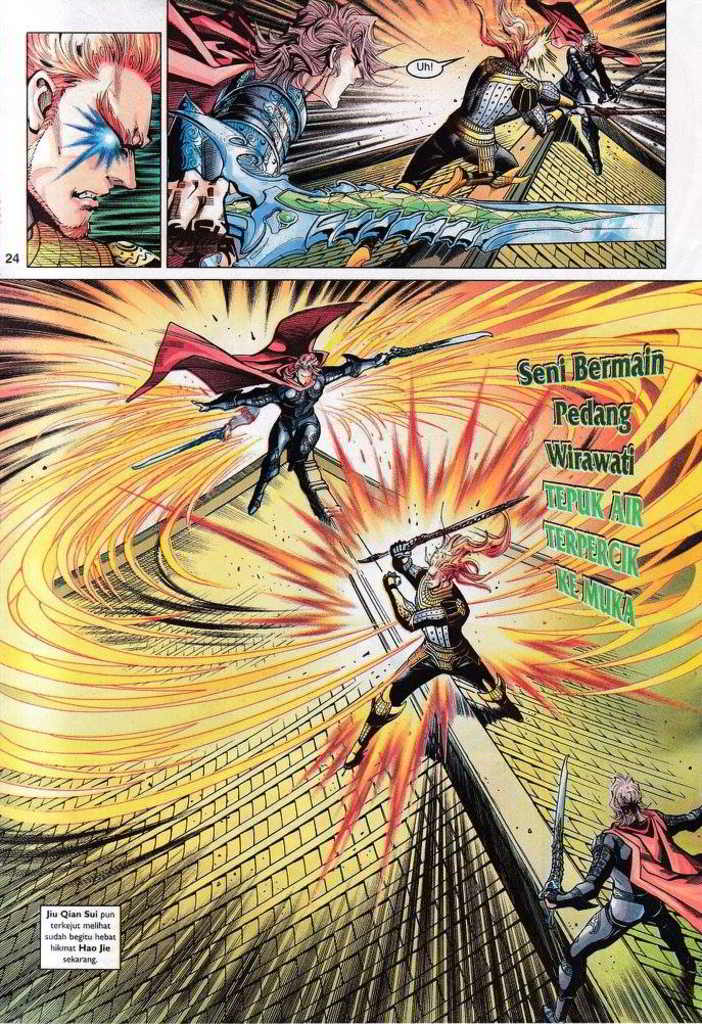 Uh!
24
Seni Bermain
Pedang
Wirawati
TEPUK AIR
TERPERCIK
KE MUKA
Jiu Qian Sui pun
terkejut melihat
sudah begitu hebat
hikmat Hao Jie
sekarang.